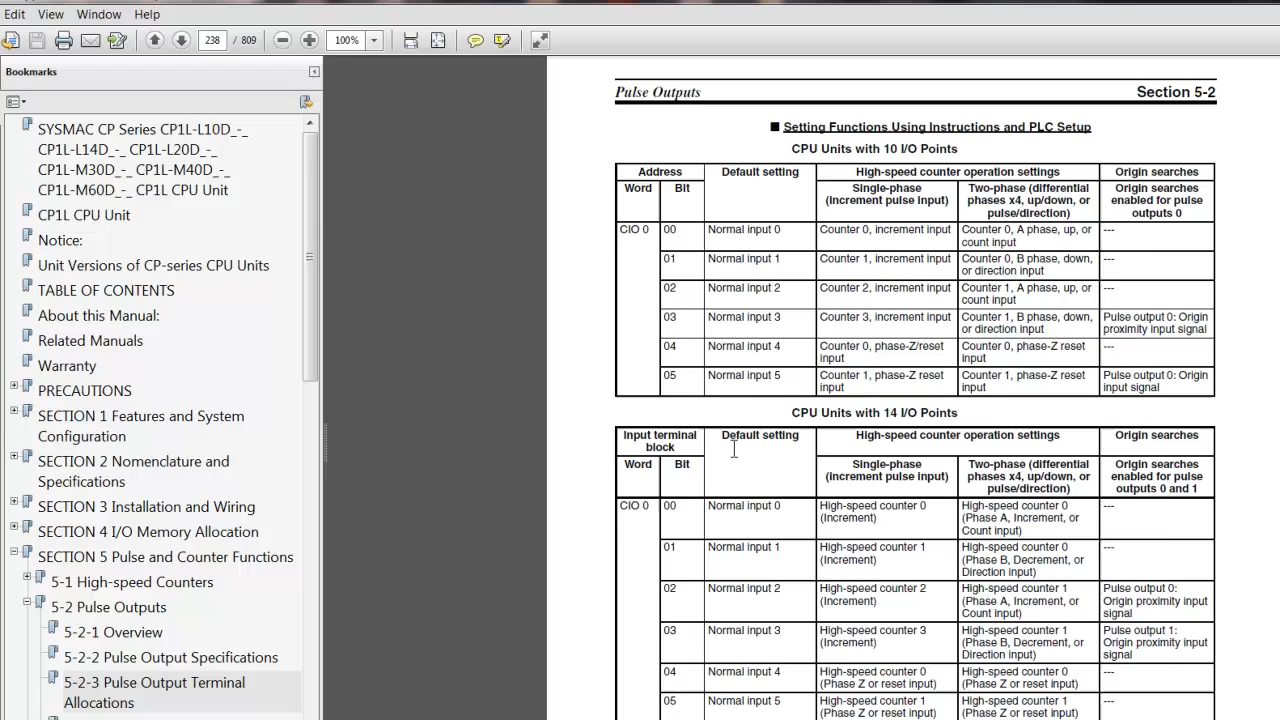 Edit View Window Help
238 / 809 100%
Bookmarks
SYSMAC CP Series CP1L-L10D_-_
CP1L-L14D_-_ CP1L-L20D_-_
CP1L-M30D_-_ CP1L-M40D_-_
CP1L-M60D_-_ CP1L CPU Unit
CP1L CPU Unit
Notice:
Unit Versions of CP-series CPU Units
TABLE OF CONTENTS
About this Manual:
Related Manuals
Warranty
PRECAUTIONS
SECTION 1 Features and System
Configuration
SECTION 2 Nomenclature and
Specifications
SECTION 3 Installation and Wiring
SECTION 4 I/O Memory Allocation
SECTION 5 Pulse and Counter Functions
5-1 High-speed Counters
5-2 Pulse Outputs
5-2-1 Overview
5-2-2 Pulse Output Specifications
5-2-3 Pulse Output Terminal
Allocations
Pulse Outputs Section 5-2
■ Setting Functions Using Instructions and PLC Setup
CPU Units with 10 I/O Points
Address Default setting High-speed counter operation settings Origin searches
Word Bit Single-phase Two-phase (differential Origin searches
(Increment pulse input) phases x4, up/down, or enabled for pulse
pulse/direction) outputs 0
CIO 0 00 Normal input 0 Counter 0, increment input Counter 0, A phase, up, or ---
count input
01 Normal input 1 Counter 1, increment input Counter 0, B phase, down, ---
or direction input
02 Normal input 2 Counter 2, increment input Counter 1, A phase, up, or ---
count input
03 Normal input 3 Counter 3, increment input Counter 1, B phase, down, Pulse output 0: Origin
or direction input proximity input signal
04 Normal input 4 Counter 0, phase-Z/reset Counter 0, phase-Z reset ---
input input
05 Normal input 5 Counter 1, phase-Z reset Counter 1, phase-Z reset Pulse output 0: Origin
input input input signal
CPU Units with 14 I/O Points
Input terminal Default setting High-speed counter operation settings Origin searches
block
Word Bit Single-phase Two-phase (differential Origin searches
(Increment pulse input) phases x4, up/down, or enabled for pulse
pulse/direction) outputs 0 and 1
CIO 0 00 Normal input 0 High-speed counter 0 High-speed counter 0 ---
(Increment) (Phase A, Increment, or
Count input)
01 Normal input 1 High-speed counter 1 High-speed counter 0 ---
(Increment) (Phase B, Decrement, or
Direction input)
02 Normal input 2 High-speed counter 2 High-speed counter 1 Pulse output 0:
(Increment) (Phase A, Increment, or Origin proximity input
Count input) signal
03 Normal input 3 High-speed counter 3 High-speed counter 1 Pulse output 1:
(Increment) (Phase B, Decrement, or Origin proximity input
Direction input) signal
04 Normal input 4 High-speed counter 0 High-speed counter 0 ---
(Phase Z or reset input) (Phase Z or reset input)
05 Normal input 5 High-speed counter 1 High-speed counter 1 ---
(Phase Z or reset input) (Phase Z or reset input)